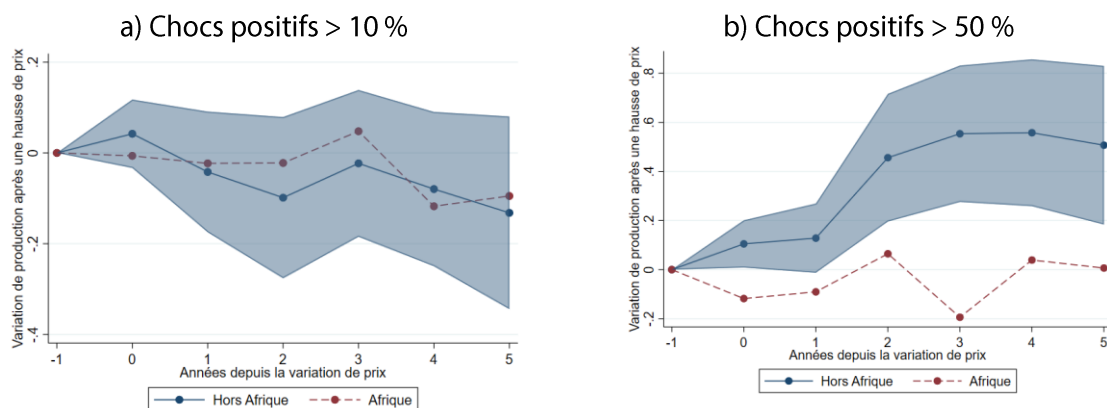 a) Chocs positifs > 10 %
Variation de production après une hausse de prix
.2
0
-.2
-.4
-1 0 1 2 3 4 5
Années depuis la variation de prix
Hors Afrique Afrique
b) Chocs positifs > 50 %
Variation de production après une hausse de prix
.8
.6
.4
.2
0
-.2
-1 0 1 2 3 4 5
Années depuis la variation de prix
Hors Afrique Afrique